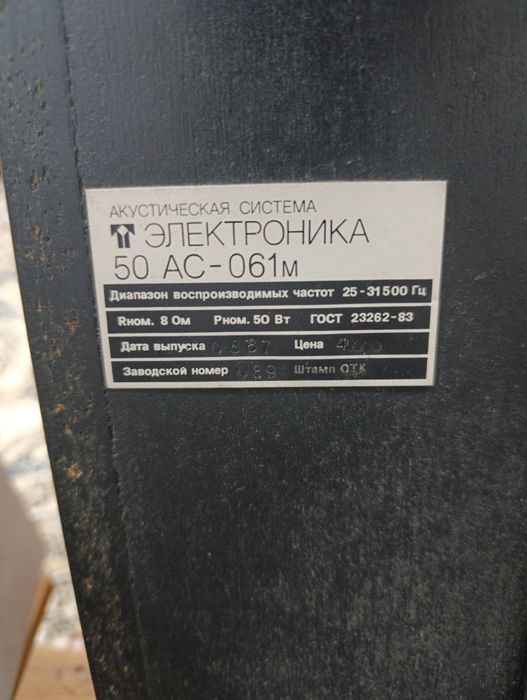 АКУСТИЧЕСКАЯ СИСТЕМА
ЭЛЕКТРОНИКА
50 АС-061м
Диапазон воспроизводимых частот 25-31500 Гц
Rном. 8 Ом Рном. 50 Вт ГОСТ 23262-83
Дата выпуска Цена
Заводской номер Штамп ОТК